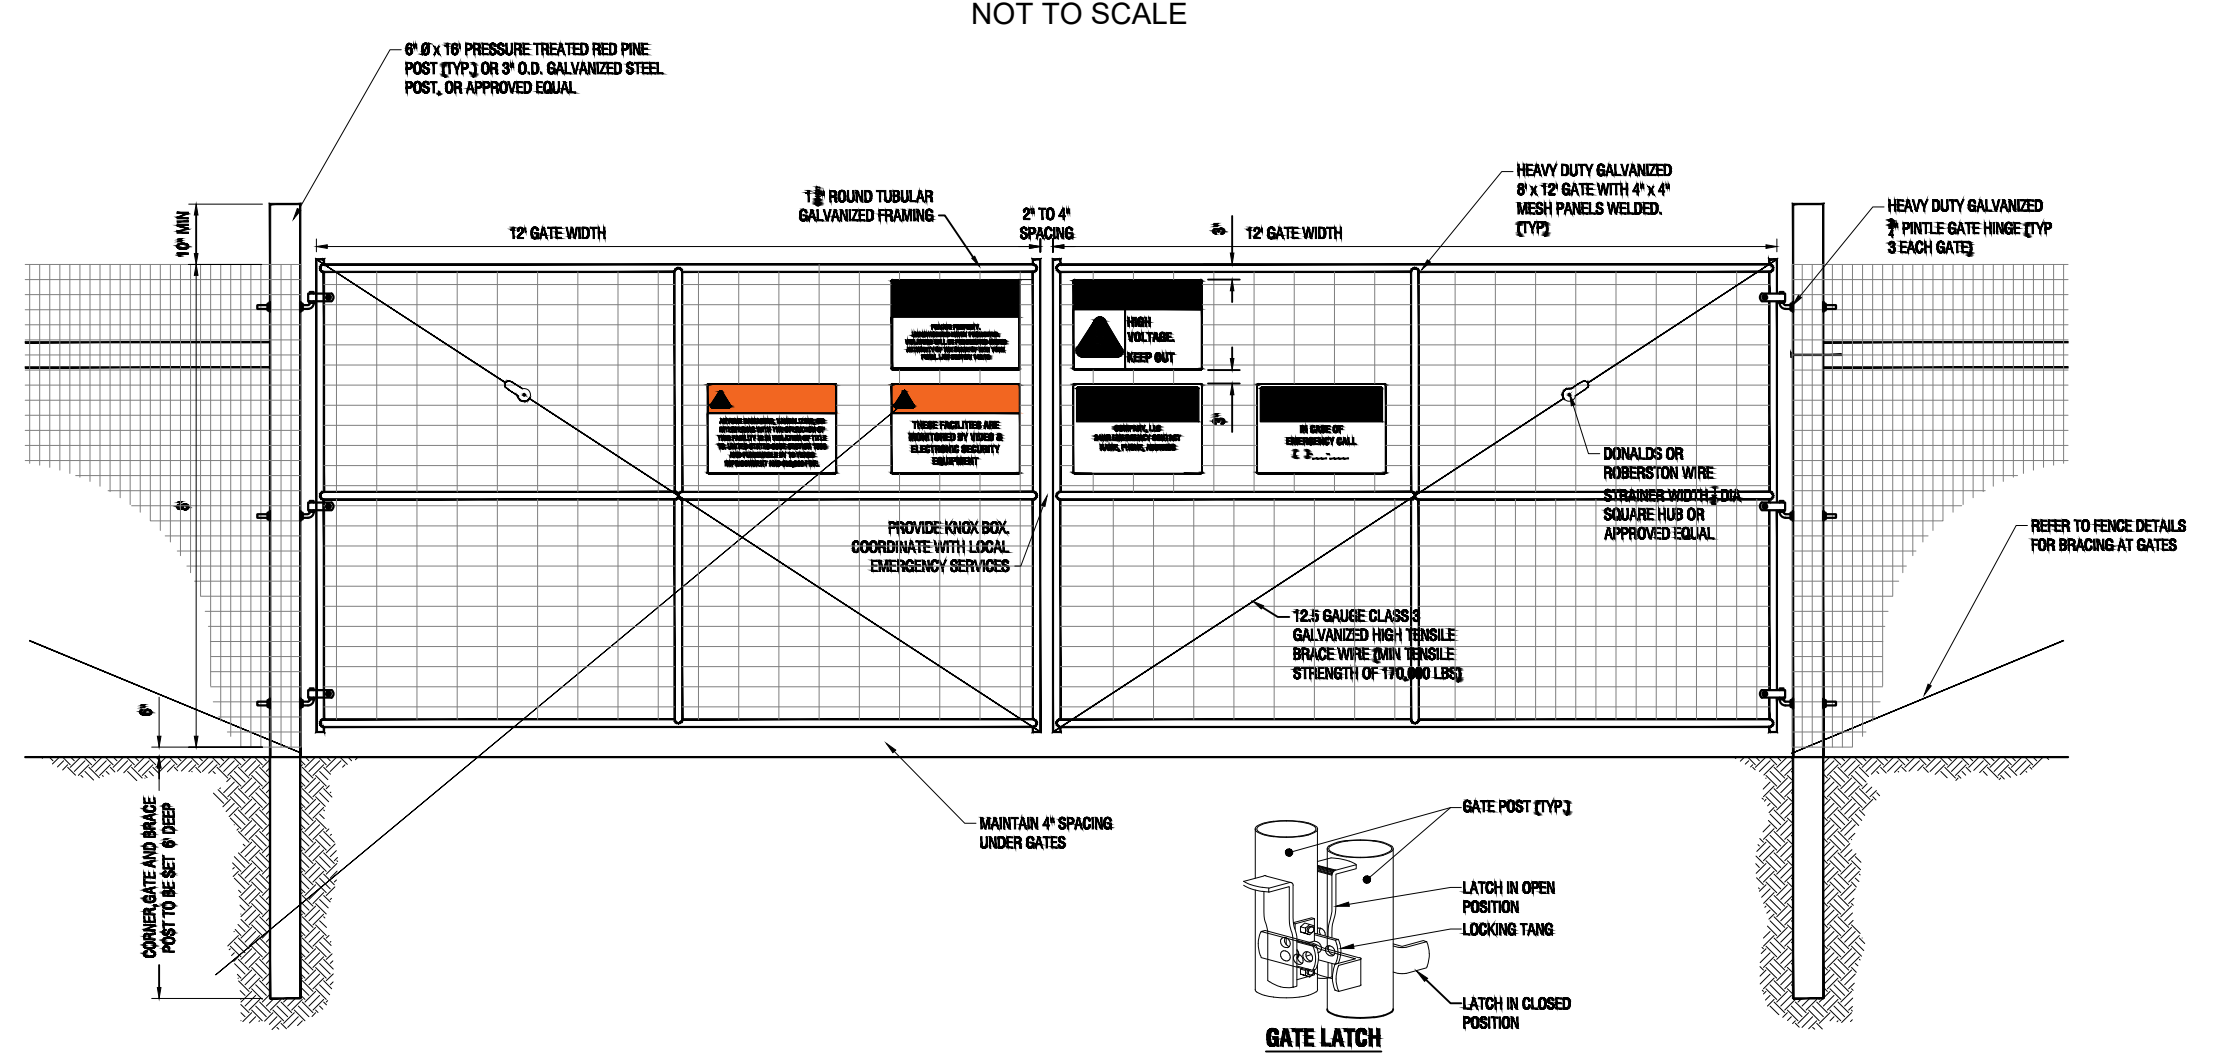 NOT TO SCALE
6" Ø x 16' PRESSURE TREATED RED PINE
POST (TYP.) OR 3" O.D. GALVANIZED STEEL
POST, OR APPROVED EQUAL
ROUND TUBULAR
GALVANIZED FRAMING
2" TO 4"
SPACING
3"
HEAVY DUTY GALVANIZED
8' x 12' GATE WITH 4" x 4"
MESH PANELS WELDED.
(TYP)
HEAVY DUTY GALVANIZED
PINTLE GATE HINGE (TYP
3 EACH GATE)
10" MIN
12' GATE WIDTH
12' GATE WIDTH
HIGH
VOLTAGE.
KEEP OUT
3"
THESE FACILITIES ARE
MONITORED BY VIDEO &
ELECTRONIC SECURITY
EQUIPMENT
IN CASE OF
EMERGENCY CALL
DONALDS OR
ROBERSTON WIRE
STRAINER WIDTH DIA
SQUARE HUB OR
APPROVED EQUAL
8'
PROVIDE KNOX BOX.
COORDINATE WITH LOCAL
EMERGENCY SERVICES
REFER TO FENCE DETAILS
FOR BRACING AT GATES
12.5 GAUGE CLASS 3
GALVANIZED HIGH TENSILE
BRACE WIRE (MIN TENSILE
STRENGTH OF 170,000 LBS)
6"
CORNER,GATE AND BRACE
POST TO BE SET 6' DEEP
MAINTAIN 4" SPACING
UNDER GATES
GATE POST (TYP.)
LATCH IN OPEN
POSITION
LOCKING TANG
LATCH IN CLOSED
POSITION
GATE LATCH